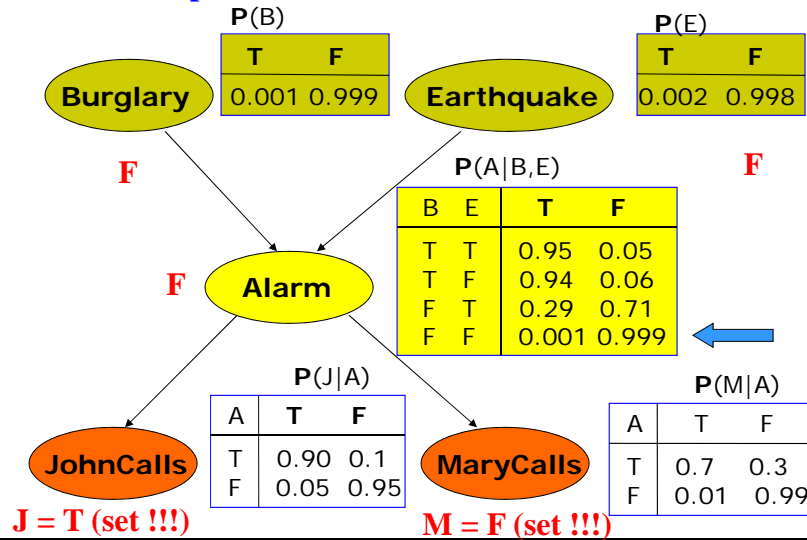 P(B)
T F
0.001 0.999
Burglary
P(E)
T F
0.002 0.998
Earthquake
F
F
P(A|B,E)
B E T F
T T 0.95 0.05
T F 0.94 0.06
F T 0.29 0.71
F F 0.001 0.999
F
Alarm
P(J|A)
A T F
T 0.90 0.1
F 0.05 0.95
P(M|A)
A T F
T 0.7 0.3
F 0.01 0.99
JohnCalls
MaryCalls
J = T (set !!!)
M = F (set !!!)